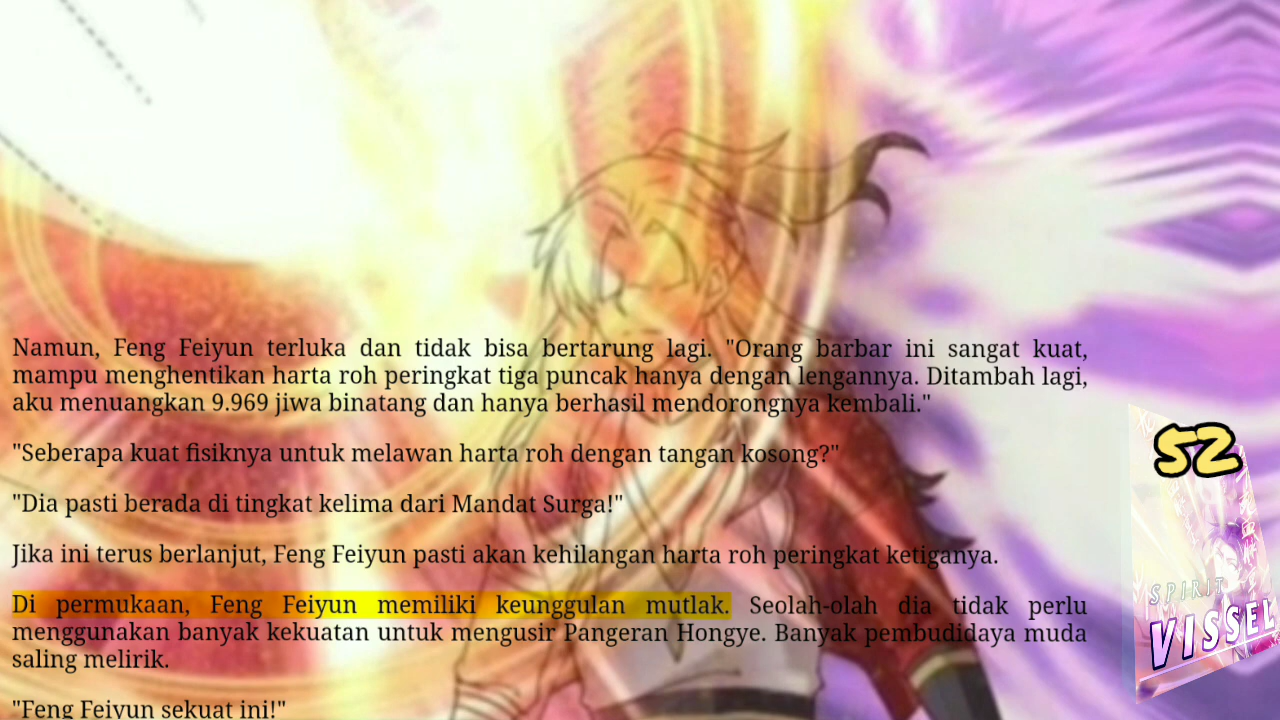 Namun, Feng Feiyun terluka dan tidak bisa bertarung lagi. "Orang barbar ini sangat kuat,
mampu menghentikan harta roh peringkat tiga puncak hanya dengan lengannya. Ditambah lagi,
aku menuangkan 9.969 jiwa binatang dan hanya berhasil mendorongnya kembali."
"Seberapa kuat fisiknya untuk melawan harta roh dengan tangan kosong?"
"Dia pasti berada di tingkat kelima dari Mandat Surga!"
Jika ini terus berlanjut, Feng Feiyun pasti akan kehilangan harta roh peringkat ketiganya.
Di permukaan, Feng Feiyun memiliki keunggulan mutlak. Seolah-olah dia tidak perlu
menggunakan banyak kekuatan untuk mengusir Pangeran Hongye. Banyak pembudidaya muda
saling melirik.
"Feng Feiyun sekuat ini!"
52
SPIRIT
VISSEL